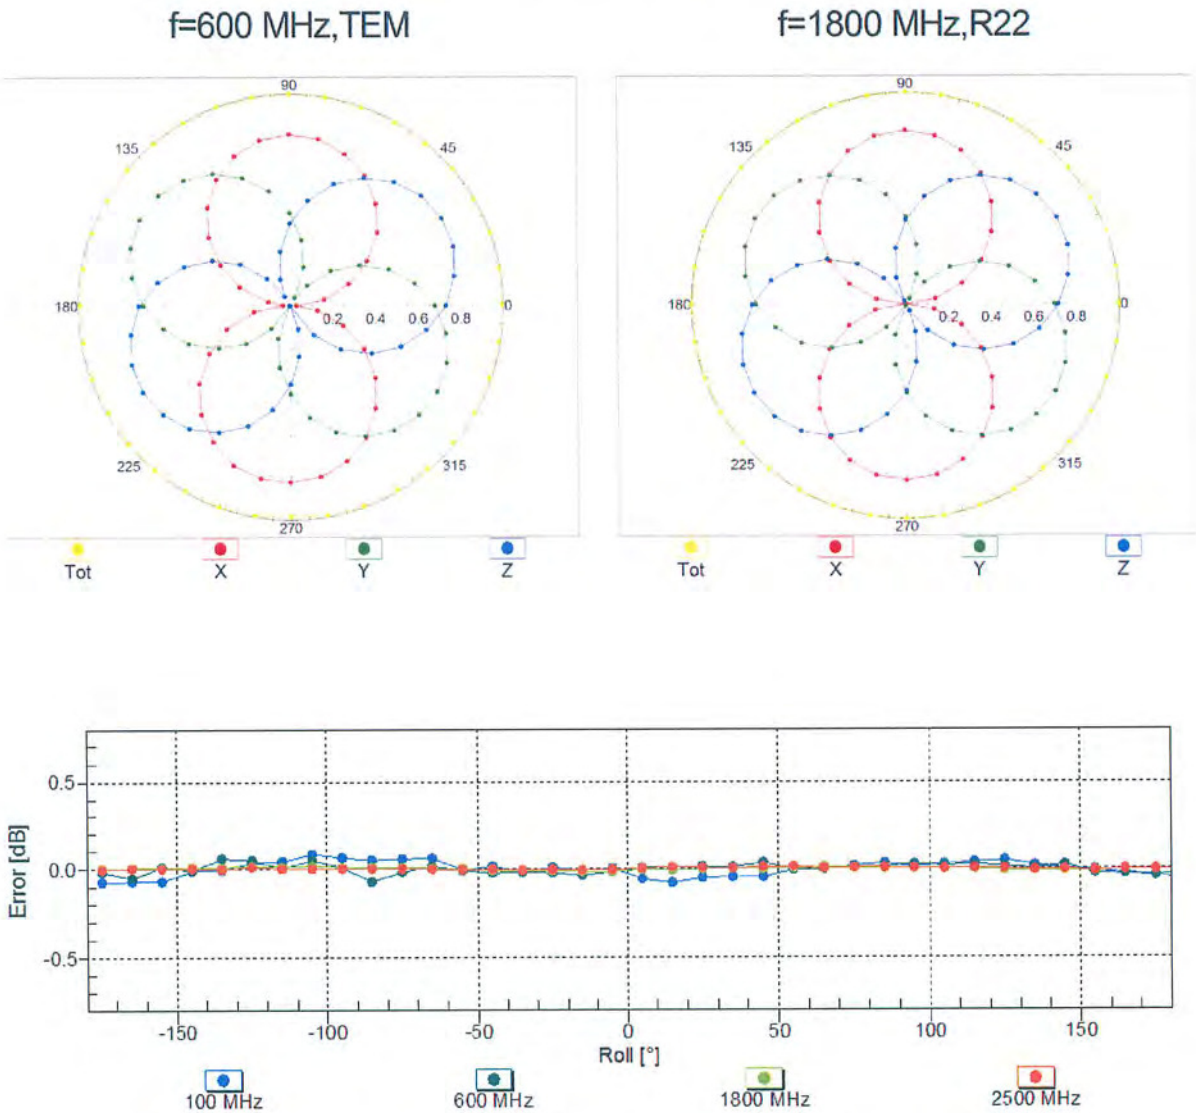 f=600 MHz,TEM
f=1800 MHz,R22
90
135
45
180
0
0.2 0.4 0.6 0.8
225
315
270
Tot X Y Z
90
135
45
180
0
0.2 0.4 0.6 0.8
225
315
270
Tot X Y Z
Error [dB]
0.5
0.0
-0.5
-150 -100 -50 0 50 100 150
Roll [°]
100 MHz 600 MHz 1800 MHz 2500 MHz